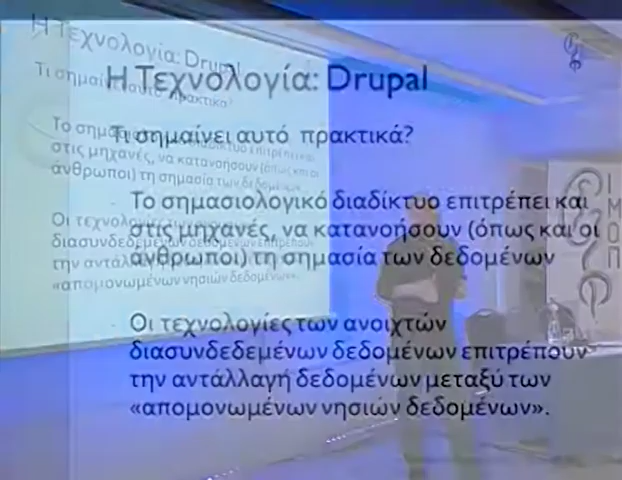 Η Τεχνολογία: Drupal
Τι σημαίνει αυτό πρακτικά?
Το σημασιολογικό διαδίκτυο επιτρέπει και
στις μηχανές, να κατανοήσουν (όπως και οι
άνθρωποι) τη σημασία των δεδομένων
Οι τεχνολογίες των ανοιχτών
διασυνδεδεμένων δεδομένων επιτρέπουν
την αντάλλαγή δεδομένων μεταξύ των
«απομονωμένων νησιών δεδομένων».